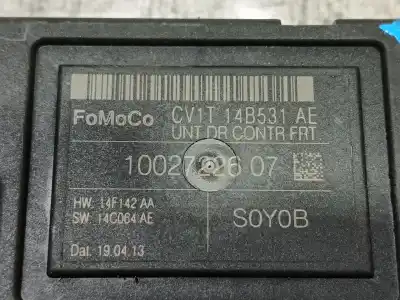 FoMoCo CV1T 14B531 AE
UNT DR CONTR FRT
10027226 07
HW: 14F142 AA
SW: 14C064 AE
S0Y0B
Dat. 19.04.13